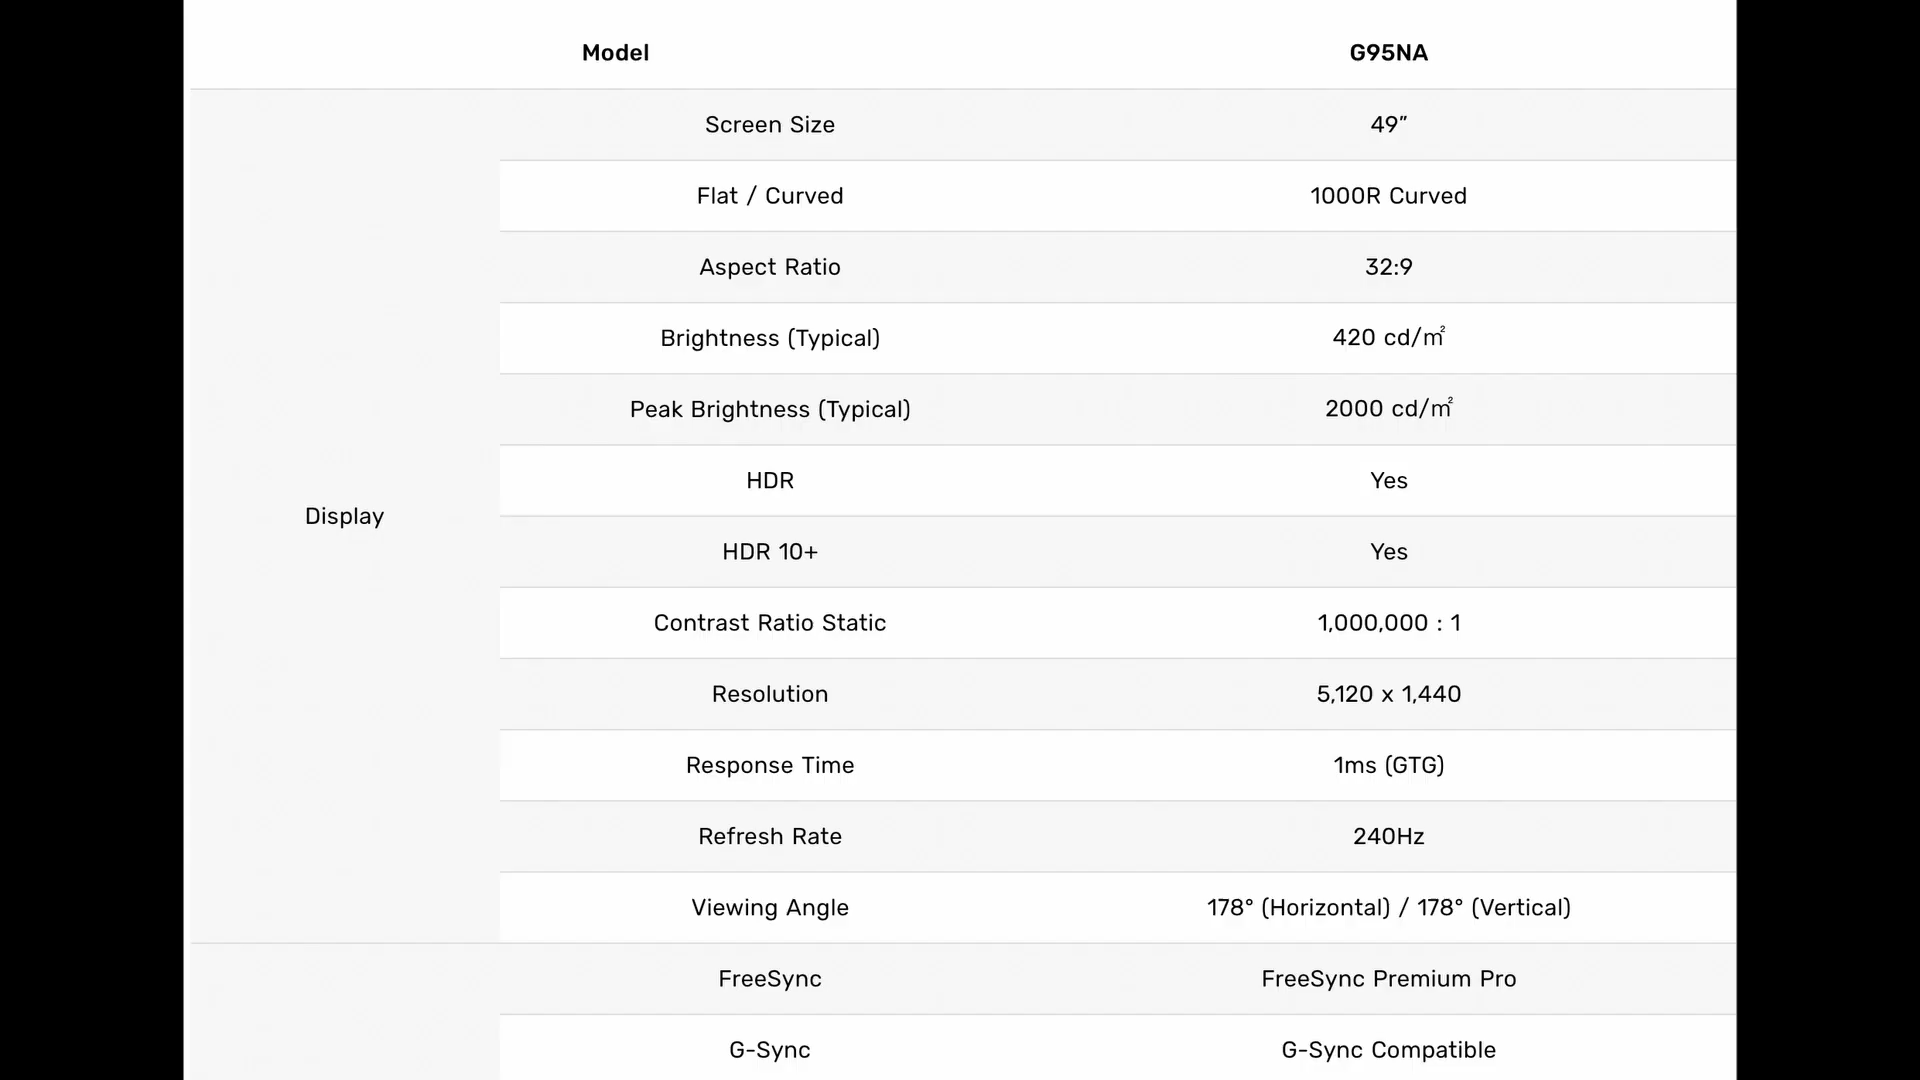 Model G95NA
Screen Size 49”
Flat / Curved 1000R Curved
Aspect Ratio 32:9
Brightness (Typical) 420 cd/㎡
Peak Brightness (Typical) 2000 cd/㎡
HDR Yes
Display
HDR 10+ Yes
Contrast Ratio Static 1,000,000 : 1
Resolution 5,120 x 1,440
Response Time 1ms (GTG)
Refresh Rate 240Hz
Viewing Angle 178° (Horizontal) / 178° (Vertical)
FreeSync FreeSync Premium Pro
G-Sync G-Sync Compatible